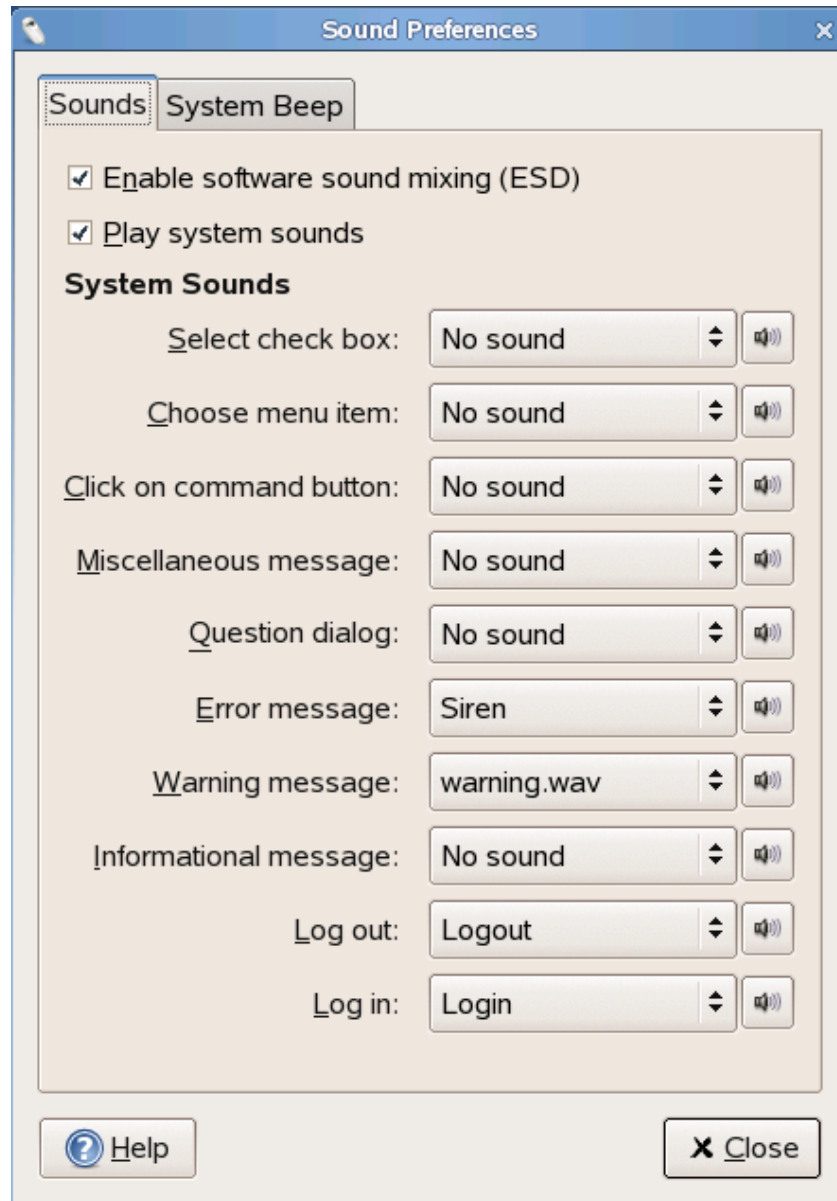 Sound Preferences
Sounds
System Beep
Enable software sound mixing (ESD)
Play system sounds
System Sounds
Select check box: No sound
Choose menu item: No sound
Click on command button: No sound
Miscellaneous message: No sound
Question dialog: No sound
Error message: Siren
Warning message: warning.wav
Informational message: No sound
Log out: Logout
Log in: Login
Help
Close